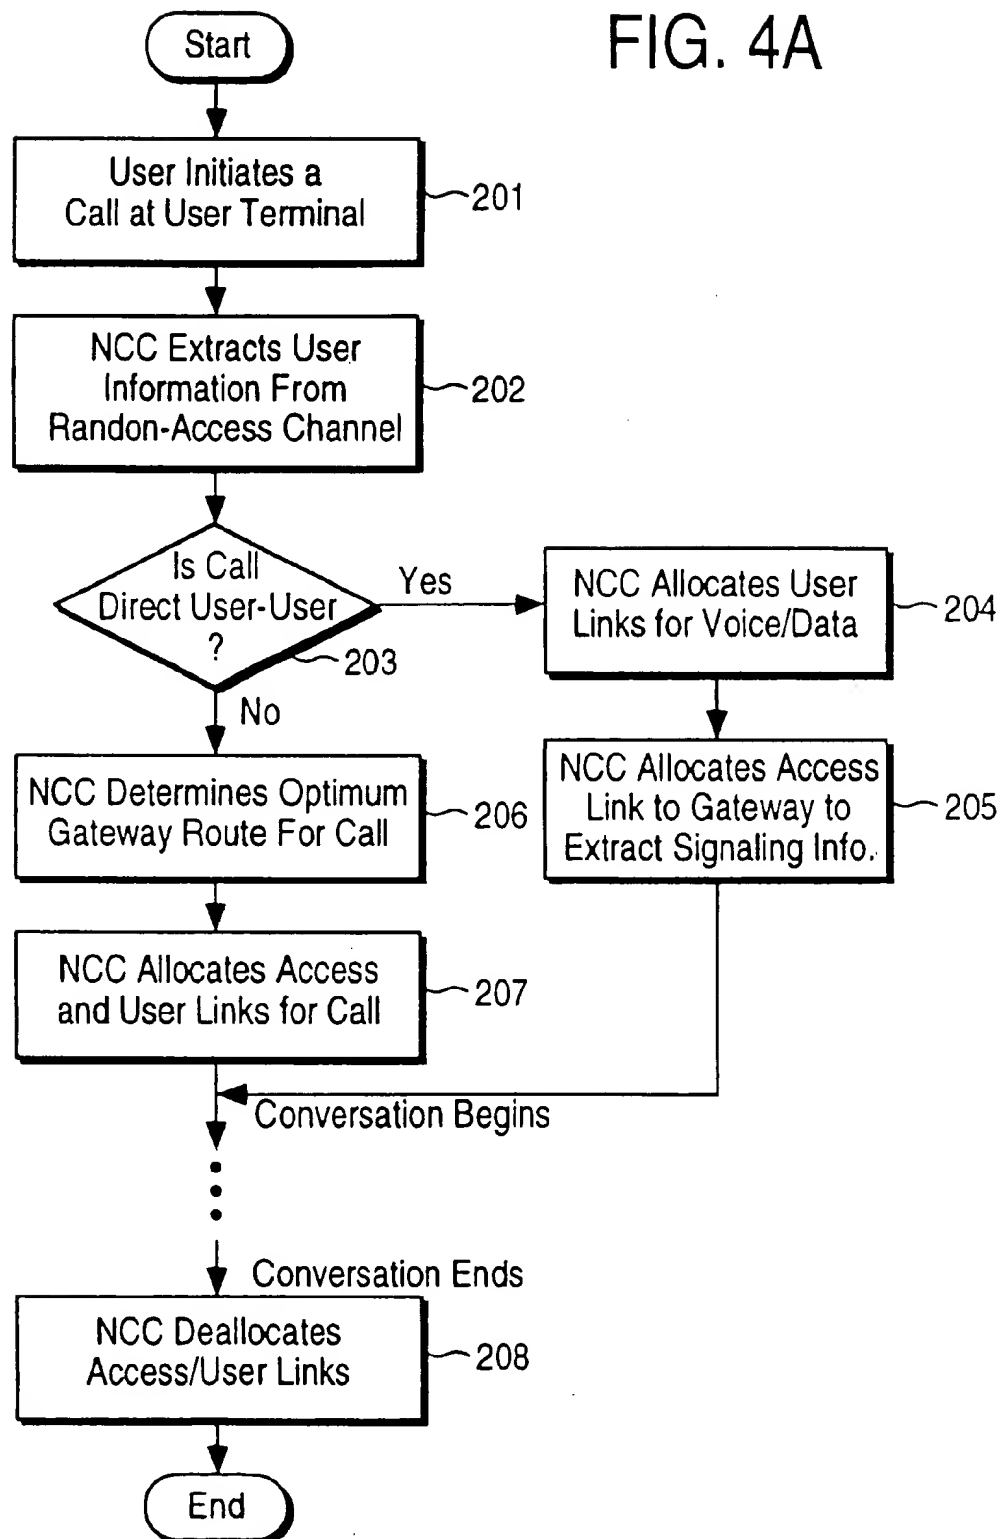 FIG. 4A
Start
User Initiates a
Call at User Terminal
201
NCC Extracts User
Information From
Randon-Access Channel
202
Is Call
Direct User-User
?
203
Yes
No
NCC Allocates User
Links for Voice/Data
204
NCC Allocates Access
Link to Gateway to
Extract Signaling Info.
205
NCC Determines Optimum
Gateway Route For Call
206
NCC Allocates Access
and User Links for Call
207
Conversation Begins
Conversation Ends
NCC Deallocates
Access/User Links
208
End